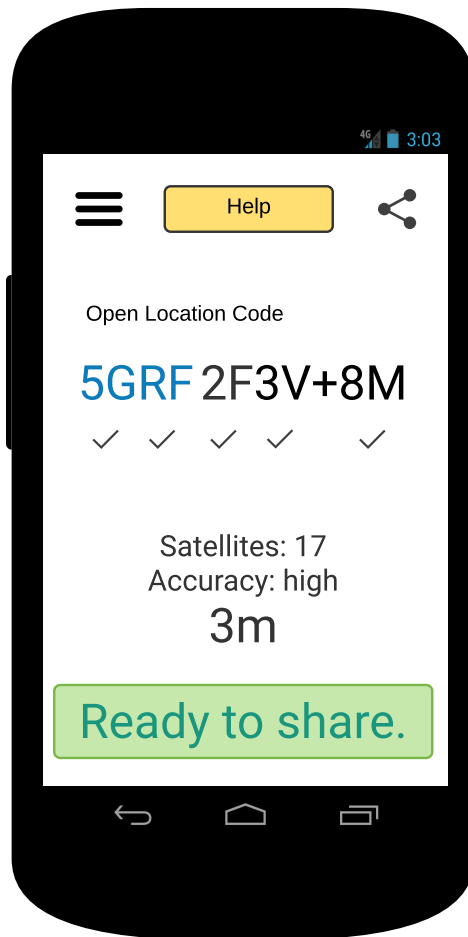 4G 3:03
Help
Open Location Code
5GRF 2F3V+8M
Satellites: 17
Accuracy: high
3m
Ready to share.